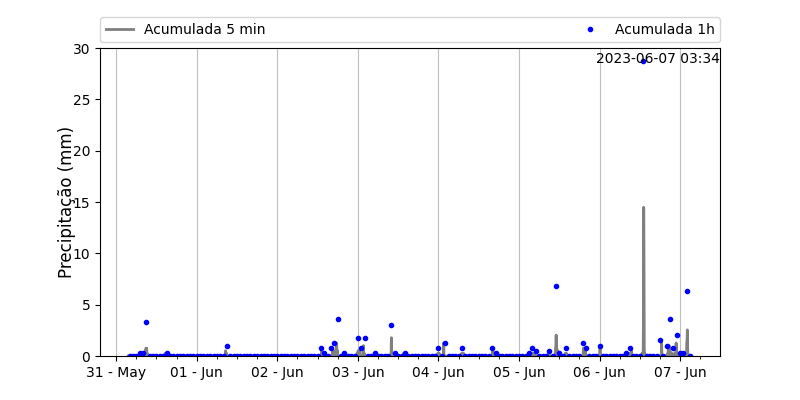 Acumulada 5 min
Acumulada 1h
2023-06-07 03:34
Precipitação (mm)
30
25
20
15
10
5
0
31 - May 01 - Jun 02 - Jun 03 - Jun 04 - Jun 05 - Jun 06 - Jun 07 - Jun